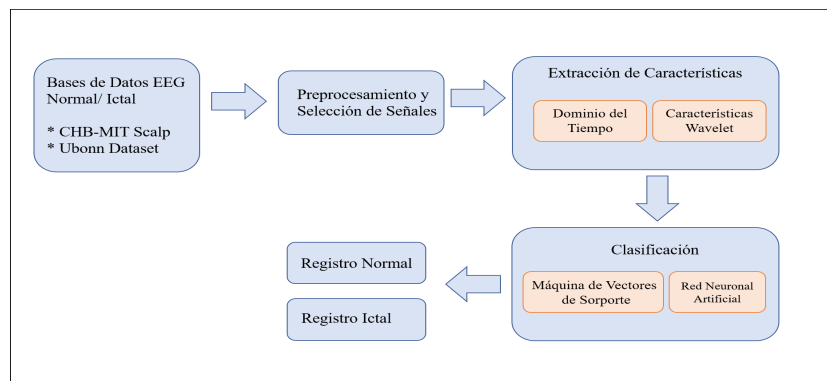 Bases de Datos EEG
Normal/ Ictal
* CHB-MIT Scalp
* Ubonn Dataset
Preprocesamiento y
Selección de Señales
Extracción de Características
Dominio del
Tiempo
Características
Wavelet
Clasificación
Máquina de Vectores
de Sorporte
Red Neuronal
Artificial
Registro Normal
Registro Ictal